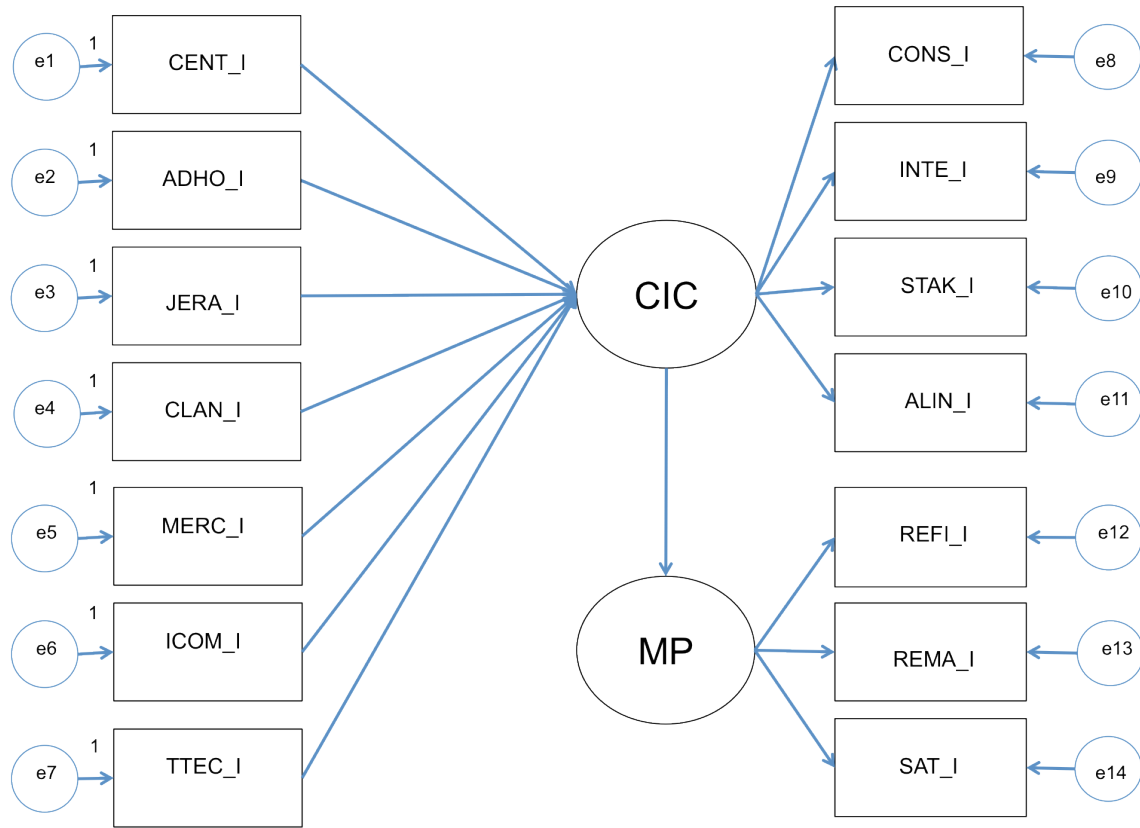 e1
1
CENT_I
CONS_I
e8
e2
1
ADHO_I
INTE_I
e9
e3
1
JERA_I
CIC
STAK_I
e10
e4
1
CLAN_I
ALIN_I
e11
e5
1
MERC_I
REFI_I
e12
e6
1
ICOM_I
MP
REMA_I
e13
e7
1
TTEC_I
SAT_I
e14